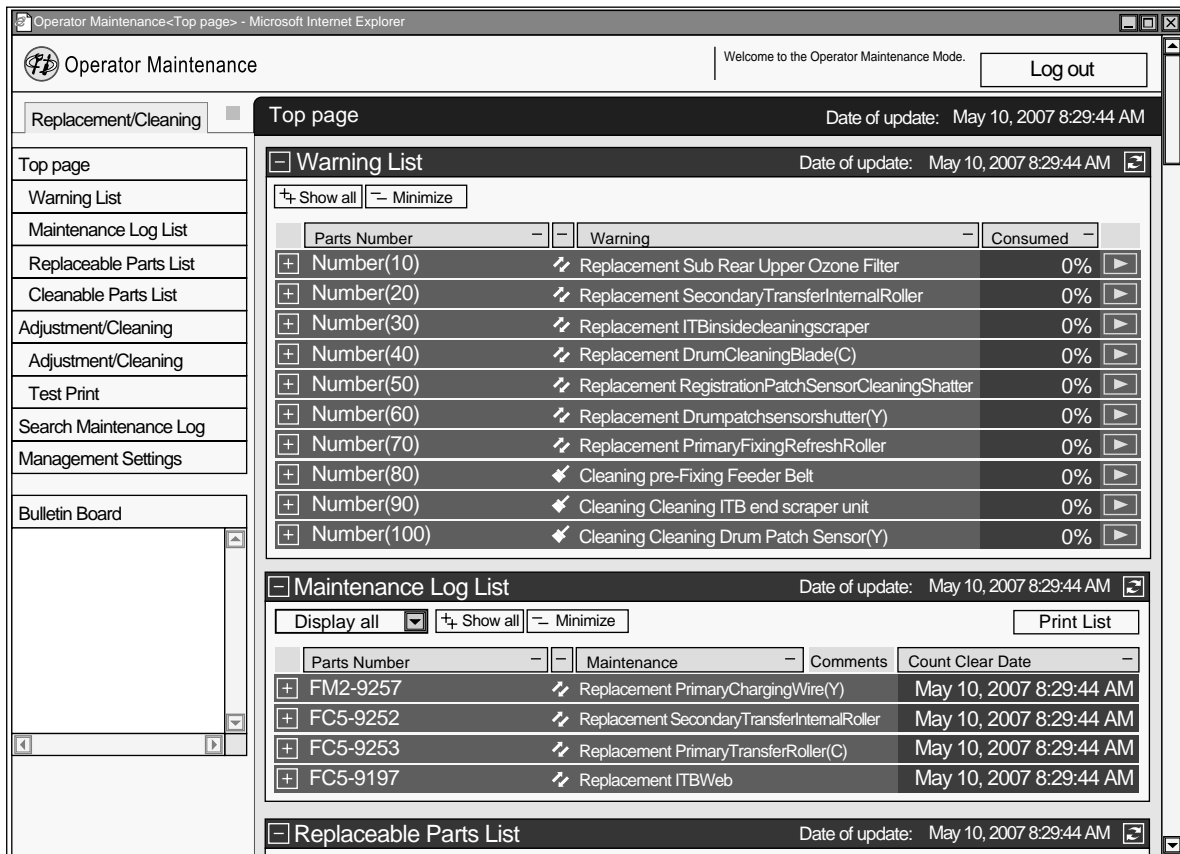 Operator Maintenance<Top page> - Microsoft Internet Explorer
Operator Maintenance
Welcome to the Operator Maintenance Mode.
Log out
Replacement/Cleaning
Top page
Warning List
Maintenance Log List
Replaceable Parts List
Cleanable Parts List
Adjustment/Cleaning
Adjustment/Cleaning
Test Print
Search Maintenance Log
Management Settings
Bulletin Board
Top page Date of update: May 10, 2007 8:29:44 AM
Warning List Date of update: May 10, 2007 8:29:44 AM
Show all Minimize
Parts Number Warning Consumed
Number(10) Replacement Sub Rear Upper Ozone Filter 0%
Number(20) Replacement SecondaryTransferInternalRoller 0%
Number(30) Replacement ITBinsidecleaningscraper 0%
Number(40) Replacement DrumCleaningBlade(C) 0%
Number(50) Replacement RegistrationPatchSensorCleaningShatter 0%
Number(60) Replacement Drumpatchsensorshutter(Y) 0%
Number(70) Replacement PrimaryFixingRefreshRoller 0%
Number(80) Cleaning pre-Fixing Feeder Belt 0%
Number(90) Cleaning Cleaning ITB end scraper unit 0%
Number(100) Cleaning Cleaning Drum Patch Sensor(Y) 0%
Maintenance Log List Date of update: May 10, 2007 8:29:44 AM
Display all Show all Minimize Print List
Parts Number Maintenance Comments Count Clear Date
FM2-9257 Replacement PrimaryChargingWire(Y) May 10, 2007 8:29:44 AM
FC5-9252 Replacement SecondaryTransferInternalRoller May 10, 2007 8:29:44 AM
FC5-9253 Replacement PrimaryTransferRoller(C) May 10, 2007 8:29:44 AM
FC5-9197 Replacement ITBWeb May 10, 2007 8:29:44 AM
Replaceable Parts List Date of update: May 10, 2007 8:29:44 AM